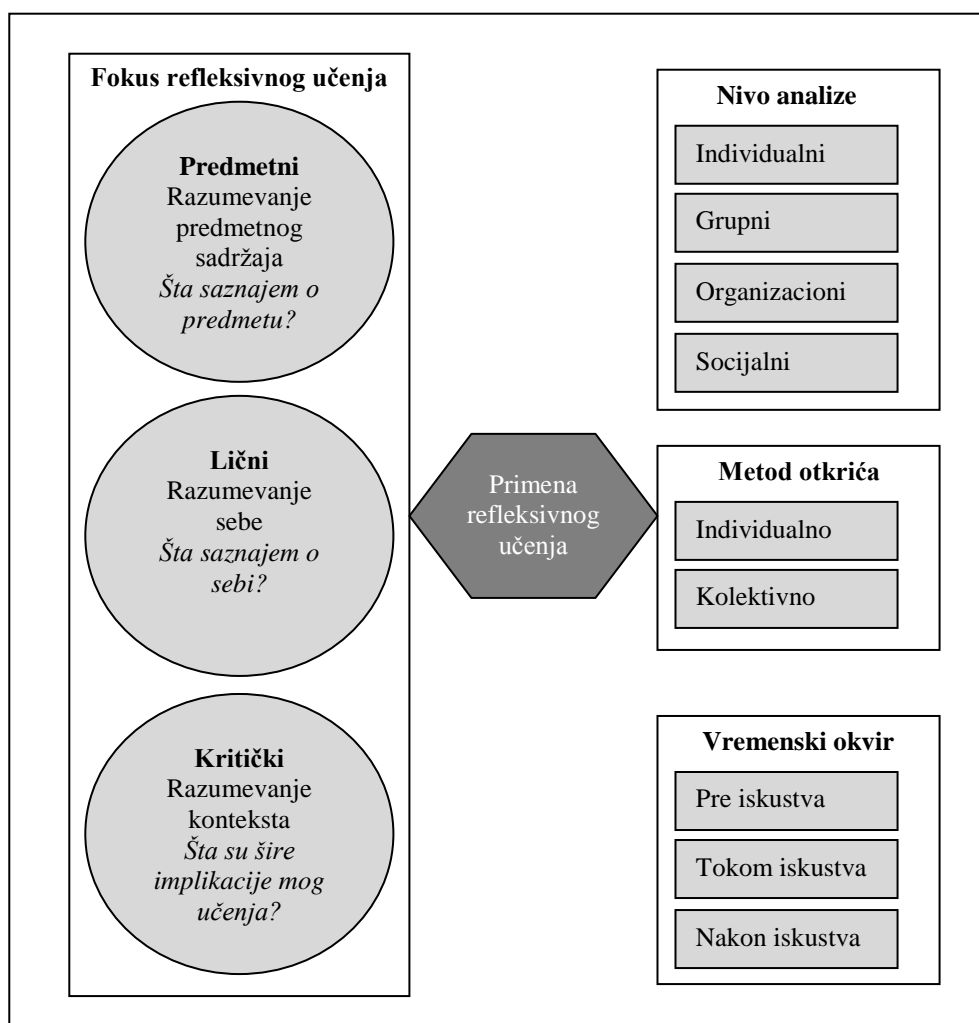 Fokus refleksivnog učenja
Predmetni
Razumevanje
predmetnog
sadržaja
Šta saznajem o
predmetu?
Lični
Razumevanje
sebe
Šta saznajem o
sebi?
Kritički
Razumevanje
konteksta
Šta su šire
implikacije mog
učenja?
Primena
refleksivnog
učenja
Nivo analize
Individualni
Grupni
Organizacioni
Socijalni
Metod otkrića
Individualno
Kolektivno
Vremenski okvir
Pre iskustva
Tokom iskustva
Nakon iskustva